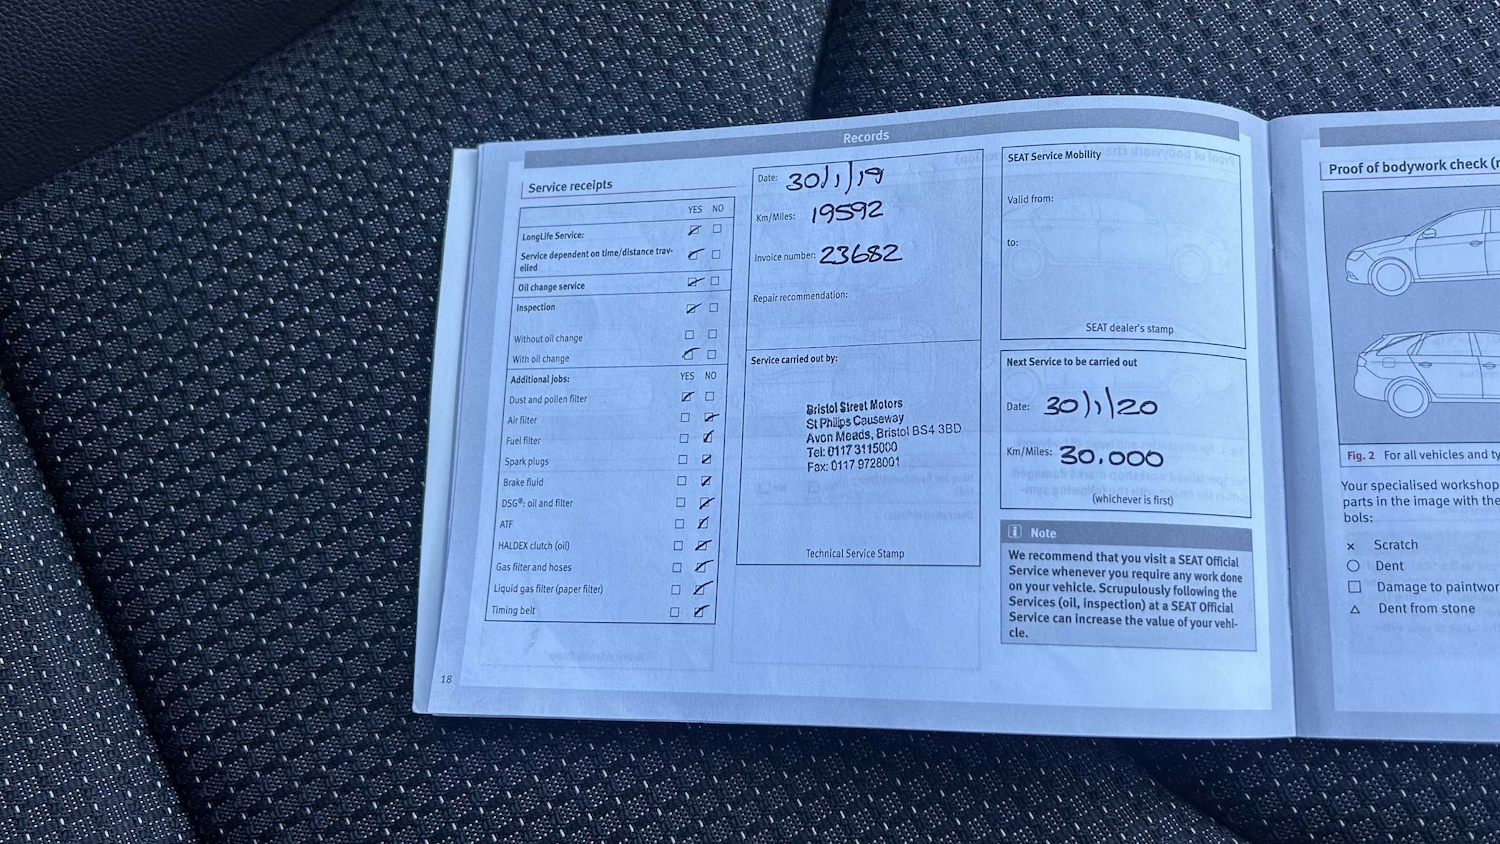 Records
Service receipts
YES NO
LongLife Service:
Service dependent on time/distance trav-
elled
Oil change service
Inspection
Without oil change
With oil change
Additional jobs: YES NO
Dust and pollen filter
Air filter
Fuel filter
Spark plugs
Brake fluid
DSG®: oil and filter
ATF
HALDEX clutch (oil)
Gas filter and hoses
Liquid gas filter (paper filter)
Timing belt
18
Date: 30/1/19
Km/Miles: 19592
Invoice number: 23682
Repair recommendation:
Service carried out by:
Bristol Street Motors
St Philips Causeway
Avon Meads, Bristol BS4 3BD
Tel: 0117 3115000
Fax: 0117 9728001
Technical Service Stamp
SEAT Service Mobility
Valid from:
to:
SEAT dealer's stamp
Next Service to be carried out
Date: 30/1/20
Km/Miles: 30.000
(whichever is first)
i Note
We recommend that you visit a SEAT Official
Service whenever you require any work done
on your vehicle. Scrupulously following the
Services (oil, inspection) at a SEAT Official
Service can increase the value of your vehi-
cle.
Proof of bodywork check (
Fig. 2 For all vehicles and ty
Your specialised workshop
parts in the image with the
bols:
x Scratch
Dent
Damage to paintwor
Dent from stone